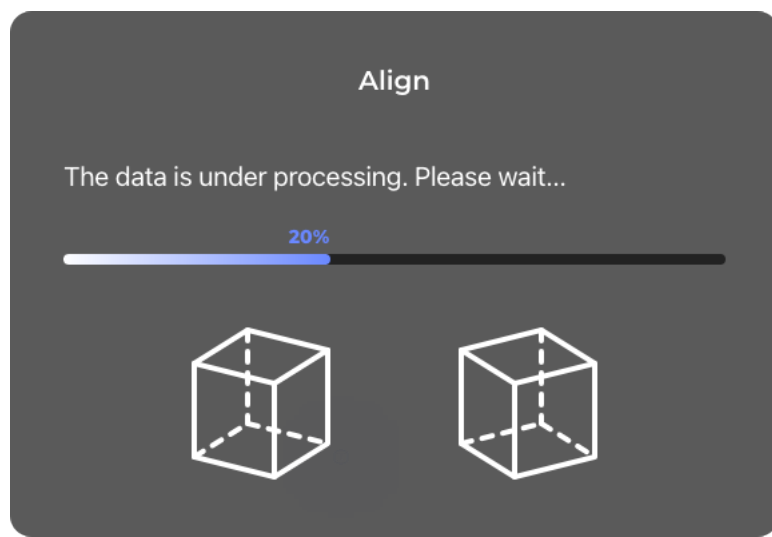 Align
The data is under processing. Please wait...
20%